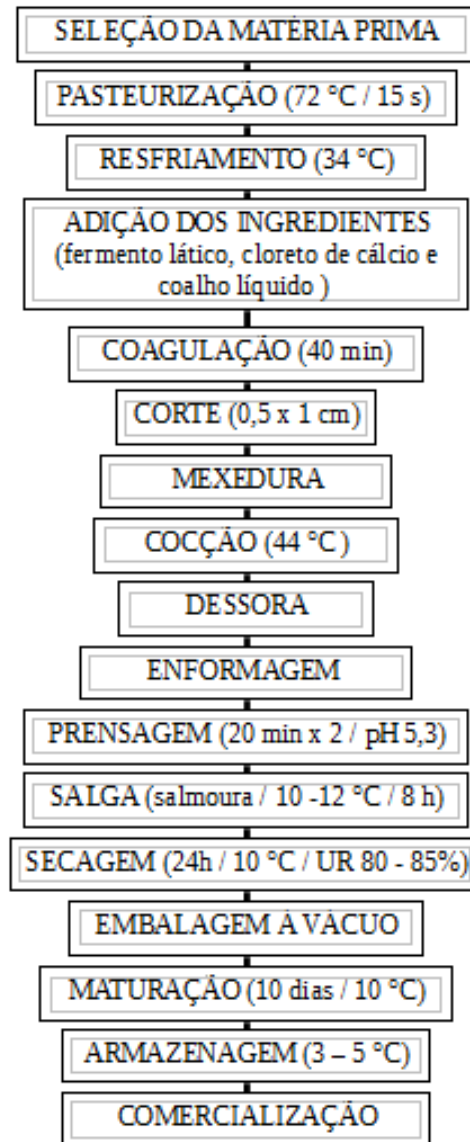 SELEÇÃO DA MATÉRIA PRIMA
PASTEURIZAÇÃO (72 °C / 15 s)
RESFRIAMENTO (34 °C)
ADIÇÃO DOS INGREDIENTES
(fermento lático, cloreto de cálcio e
coalho líquido )
COAGULAÇÃO (40 min)
CORTE (0,5 x 1 cm)
MEXEDURA
COCÇÃO (44 °C )
DESSORA
ENFORMAGEM
PRENSAGEM (20 min x 2 / pH 5,3)
SALGA (salmoura / 10 -12 °C / 8 h)
SECAGEM (24h / 10 °C / UR 80 - 85%)
EMBALAGEM À VÁCUO
MATURAÇÃO (10 dias / 10 °C)
ARMAZENAGEM (3 – 5 °C)
COMERCIALIZAÇÃO